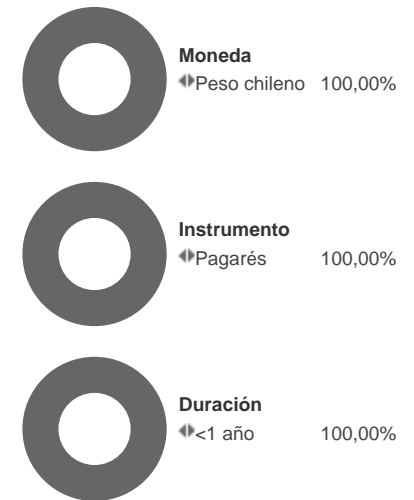 Moneda
Peso chileno 100,00%
Instrumento
Pagarés 100,00%
Duración
<1 año 100,00%